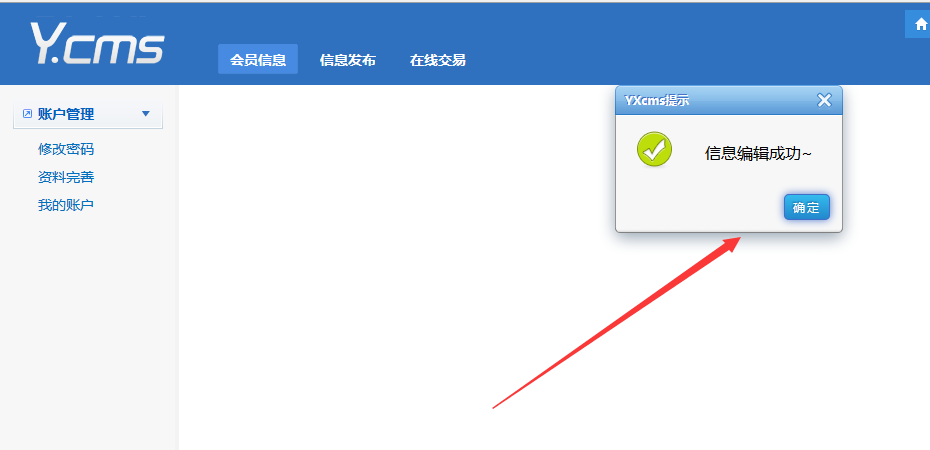 Y.cms
会员信息
信息发布
在线交易
账户管理
修改密码
资料完善
我的账户
YXcms提示
信息编辑成功~
确定